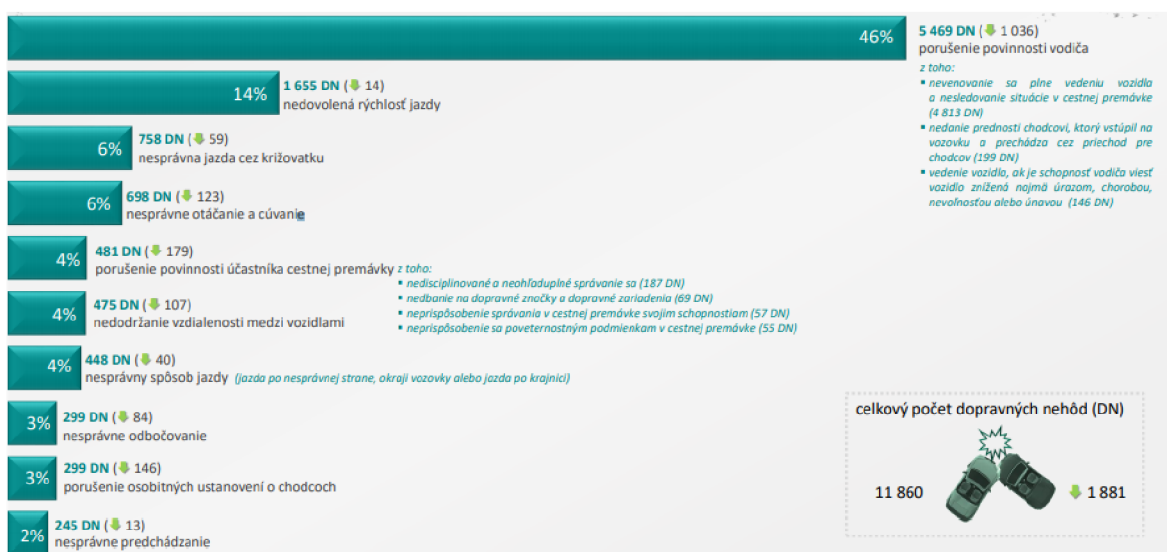 46%
5 469 DN (🡇 1 036)
porušenie povinnosti vodiča
z toho:
▪ nevenovanie sa plne vedeniu vozidla
a nesledovanie situácie v cestnej premávke
(4 813 DN)
▪ nedanie prednosti chodcovi, ktorý vstúpil na
vozovku a prechádza cez priechod pre
chodcov (199 DN)
▪ vedenie vozidla, ak je schopnosť vodiča viesť
vozidlo znížená najmä úrazom, chorobou,
nevoľnosťou alebo únavou (146 DN)
14%
1 655 DN (🡇 14)
nedovolená rýchlosť jazdy
6%
758 DN (🡇 59)
nesprávna jazda cez križovatku
6%
698 DN (🡇 123)
nesprávne otáčanie a cúvanie
4%
481 DN (🡇 179)
porušenie povinnosti účastníka cestnej premávky z toho:
▪ nedisciplinované a neohľaduplné správanie sa (187 DN)
▪ nedbanie na dopravné značky a dopravné zariadenia (69 DN)
▪ neprispôsobenie správania v cestnej premávke svojim schopnostiam (57 DN)
▪ neprispôsobenie sa poveternostným podmienkam v cestnej premávke (55 DN)
4%
475 DN (🡇 107)
nedodržanie vzdialenosti medzi vozidlami
4%
448 DN (🡇 40)
nesprávny spôsob jazdy (jazda po nesprávnej strane, okraji vozovky alebo jazda po krajnici)
3%
299 DN (🡇 84)
nesprávne odbočovanie
3%
299 DN (🡇 146)
porušenie osobitných ustanovení o chodcoch
2%
245 DN (🡇 13)
nesprávne predchádzanie
celkový počet dopravných nehôd (DN)
11 860
🡇 1 881